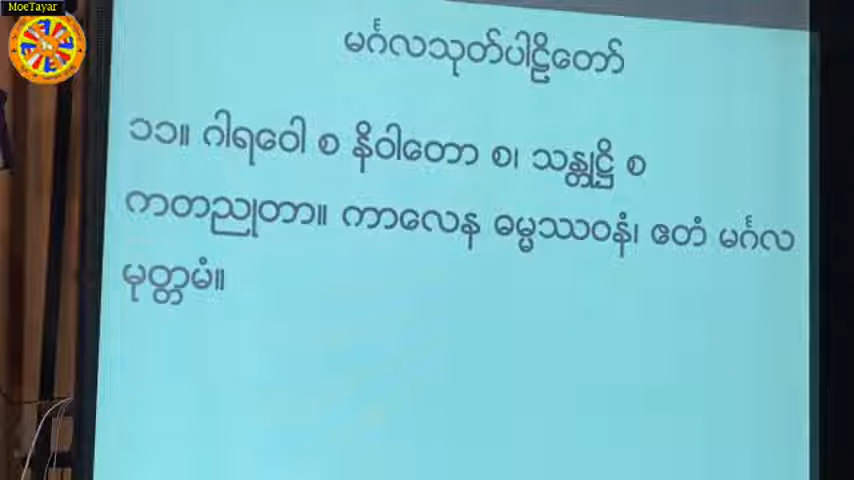 MoeTayar
မင်္ဂလသုတ်ပါဠိတော်
၁၁။ ဂါရဝေါ စ နိဝါတော စ၊ သန္တုဋ္ဌိ စ
ကတညုတာ။ ကာလေန ဓမ္မဿဝနံ၊ ဧတံ မင်္ဂလ
မုတ္တမံ။